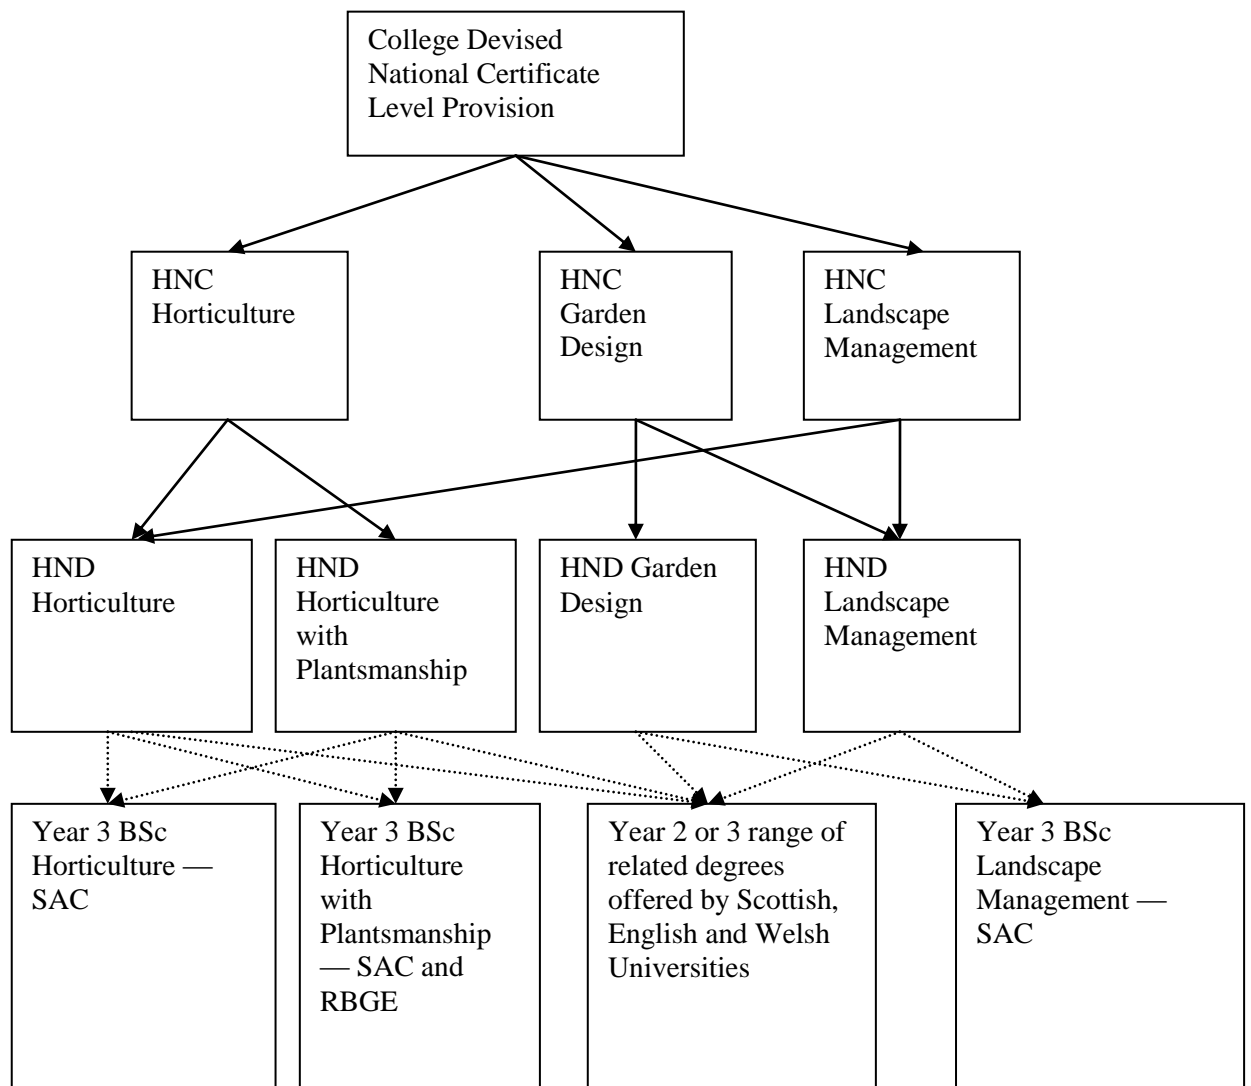 College Devised
National Certificate
Level Provision
HNC
Horticulture
HNC
Garden
Design
HNC
Landscape
Management
HND
Horticulture
HND
Horticulture
with
Plantsmanship
HND Garden
Design
HND
Landscape
Management
Year 3 BSc
Horticulture —
SAC
Year 3 BSc
Horticulture
with
Plantsmanship
— SAC and
RBGE
Year 2 or 3 range of
related degrees
offered by Scottish,
English and Welsh
Universities
Year 3 BSc
Landscape
Management —
SAC